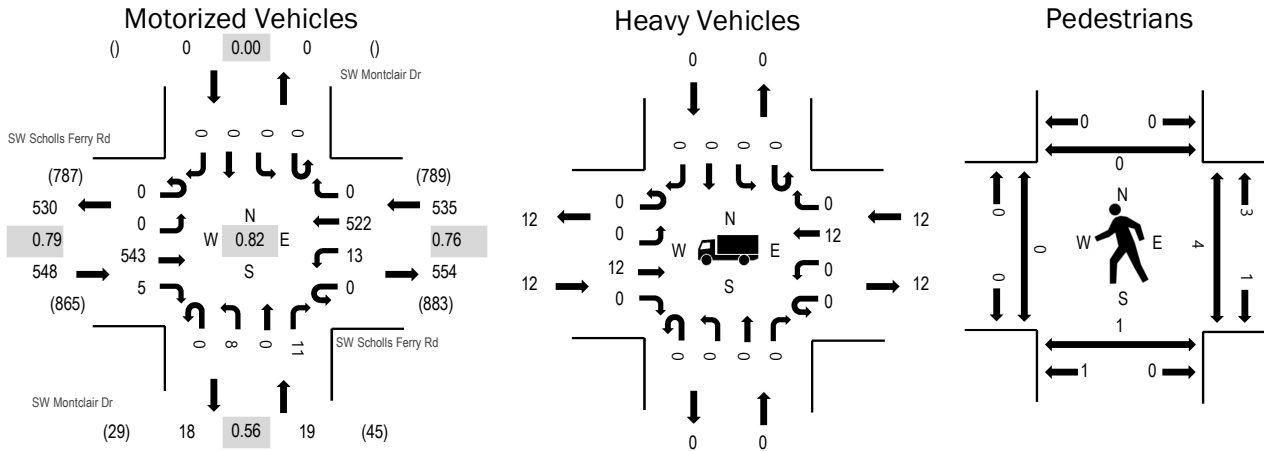 Motorized Vehicles
() 0 0.00 0 ()
SW Montclair Dr
SW Scholls Ferry Rd
0 0 0 0
(787) (789)
0 0
530 535
0 522
N
0.79 W 0.82 E 0.76
S
543 13
548 554
5 0
(865) (883)
0 8 0 11
SW Scholls Ferry Rd
SW Montclair Dr
(29) 18 0.56 19 (45)
Heavy Vehicles
0 0
0 0 0 0
0 0
12 12
0 12
N
W E
S
12 0
12 12
0 0
0 0 0 0
0 0
Pedestrians
0 0
0
0 3
N
0 W E 4
S
0 1
1
1 0